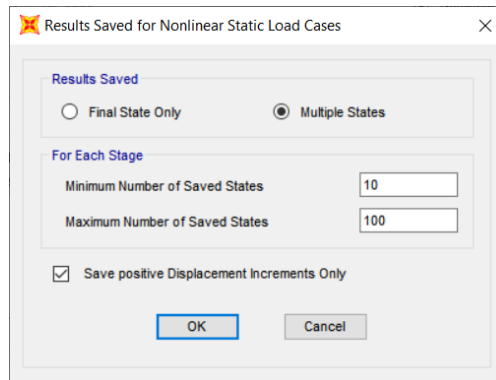 Results Saved for Nonlinear Static Load Cases
Results Saved
Final State Only Multiple States
For Each Stage
Minimum Number of Saved States 10
Maximum Number of Saved States 100
Save positive Displacement Increments Only
OK Cancel